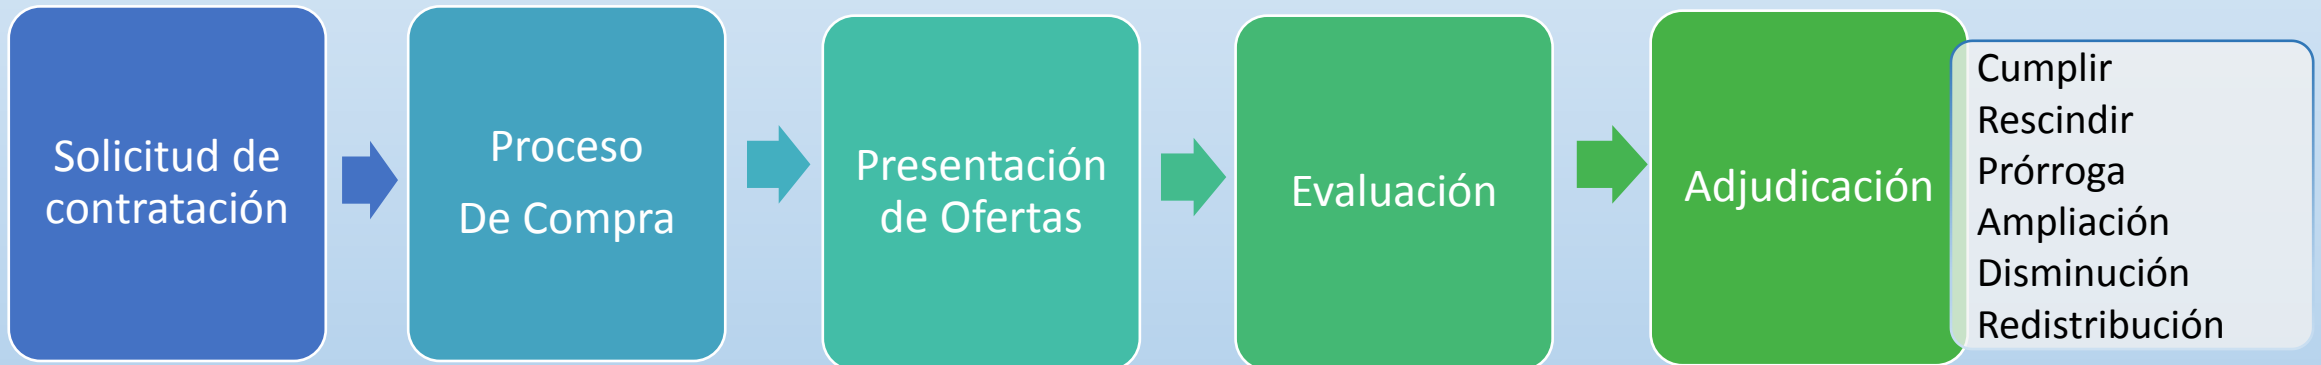 Solicitud de
contratación
Proceso
De Compra
Presentación
de Ofertas
Evaluación
Adjudicación
Cumplir
Rescindir
Prórroga
Ampliación
Disminución
Redistribución